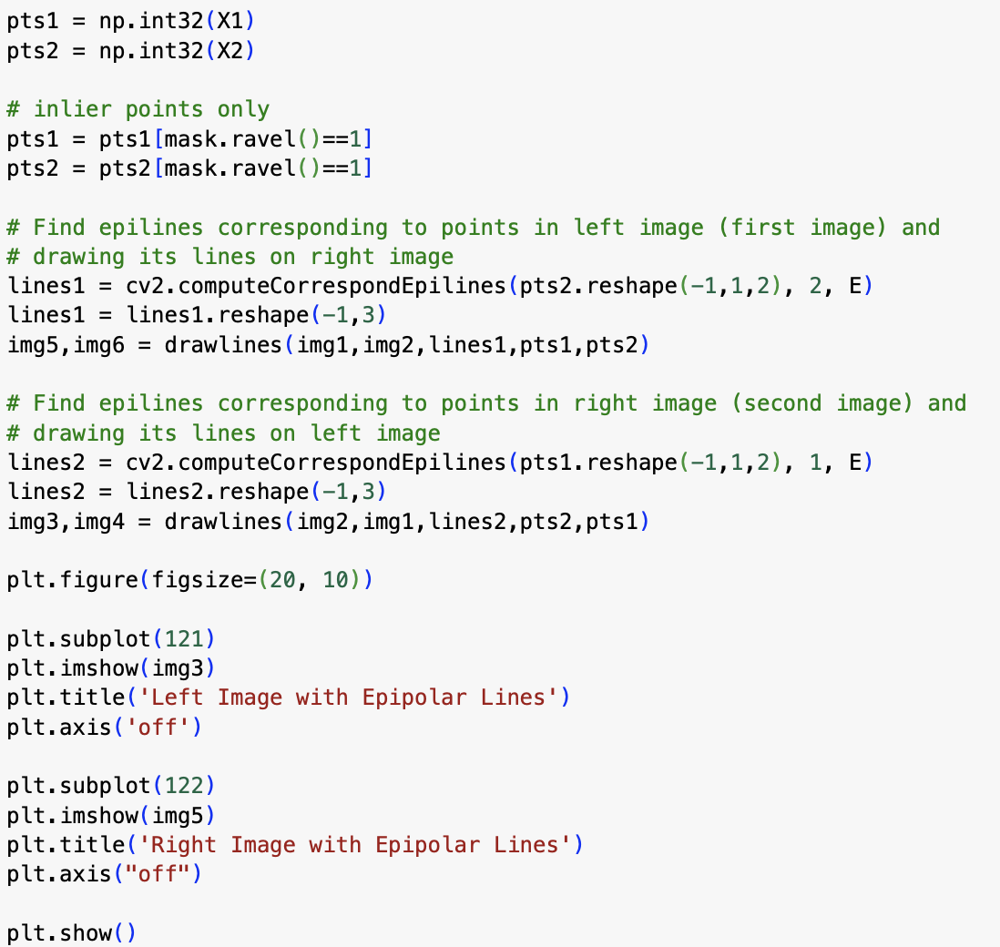 pts1 = np.int32(X1)
pts2 = np.int32(X2)

# inlier points only
pts1 = pts1[mask.ravel()==1]
pts2 = pts2[mask.ravel()==1]

# Find epilines corresponding to points in left image (first image) and
# drawing its lines on right image
lines1 = cv2.computeCorrespondEpilines(pts2.reshape(-1,1,2), 2, E)
lines1 = lines1.reshape(-1,3)
img5,img6 = drawlines(img1,img2,lines1,pts1,pts2)

# Find epilines corresponding to points in right image (second image) and
# drawing its lines on left image
lines2 = cv2.computeCorrespondEpilines(pts1.reshape(-1,1,2), 1, E)
lines2 = lines2.reshape(-1,3)
img3,img4 = drawlines(img2,img1,lines2,pts2,pts1)

plt.figure(figsize=(20, 10))

plt.subplot(121)
plt.imshow(img3)
plt.title('Left Image with Epipolar Lines')
plt.axis('off')

plt.subplot(122)
plt.imshow(img5)
plt.title('Right Image with Epipolar Lines')
plt.axis("off")

plt.show()